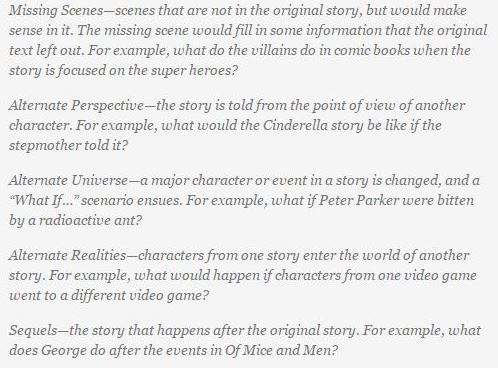 Missing Scenes—scenes that are not in the original story, but would make
sense in it. The missing scene would fill in some information that the original
text left out. For example, what do the villains do in comic books when the
story is focused on the super heroes?
Alternate Perspective—the story is told from the point of view of another
character. For example, what would the Cinderella story be like if the
stepmother told it?
Alternate Universe—a major character or event in a story is changed, and a
“What If...” scenario ensues. For example, what if Peter Parker were bitten
by a radioactive ant?
Alternate Realities—characters from one story enter the world of another
story. For example, what would happen if characters from one video game
went to a different video game?
Sequels—the story that happens after the original story. For example, what
does George do after the events in Of Mice and Men?